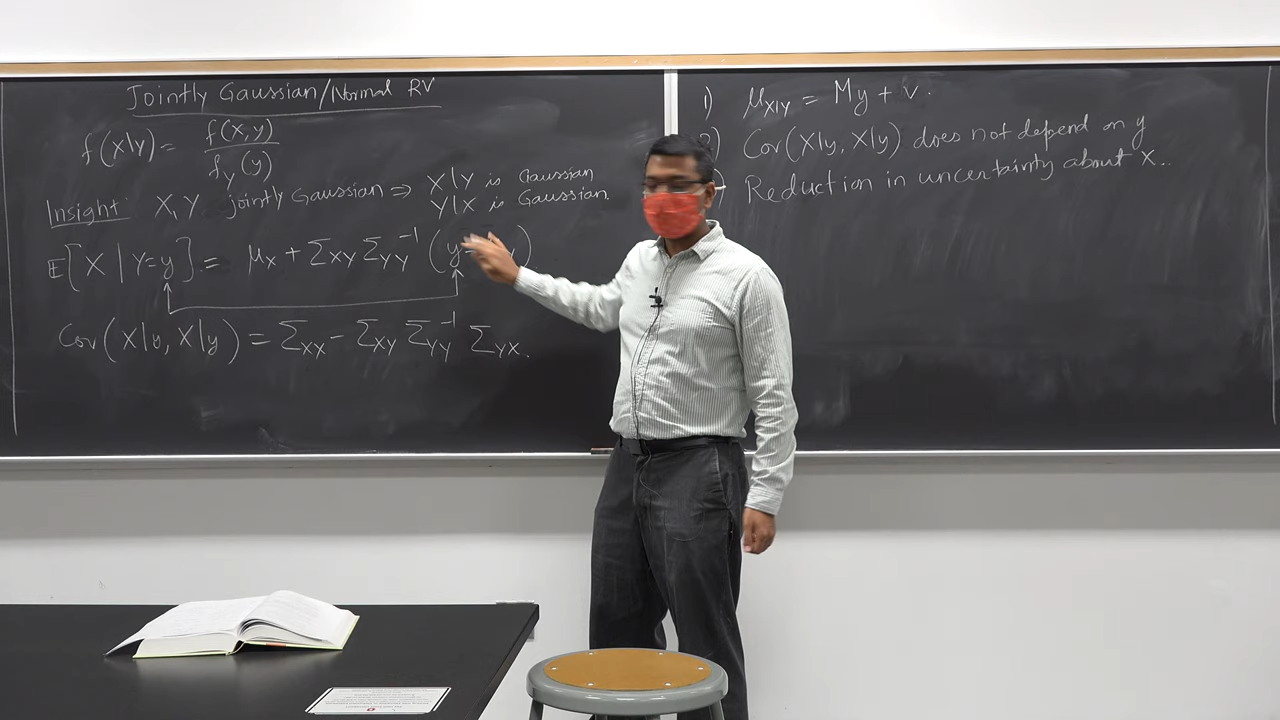 Jointly Gaussian/Normal RV
f(X|Y) = f(X,y) / f_Y(y)
Insight: X,Y jointly Gaussian ⇒ X|Y is Gaussian
Y|X is Gaussian.
E[X | Y=y] = μ_X + Σ_XY Σ_YY^{-1} (y
Cov(X|y, X|y) = Σ_XX - Σ_XY Σ_YY^{-1} Σ_YX.
1) μ_X|Y = My + v.
2) Cov(X|y, X|y) does not depend on y
Reduction in uncertainty about X..